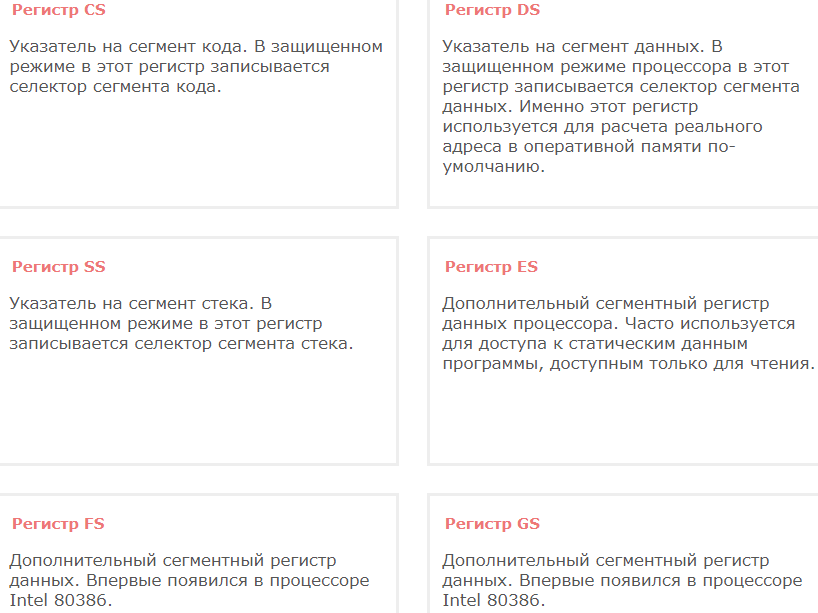 Регистр CS
Указатель на сегмент кода. В защищенном
режиме в этот регистр записывается
селектор сегмента кода.
Регистр DS
Указатель на сегмент данных. В
защищенном режиме процессора в этот
регистр записывается селектор сегмента
данных. Именно этот регистр
используется для расчета реального
адреса в оперативной памяти по-
умолчанию.
Регистр SS
Указатель на сегмент стека. В
защищенном режиме в этот регистр
записывается селектор сегмента стека.
Регистр ES
Дополнительный сегментный регистр
данных процессора. Часто используется
для доступа к статическим данным
программы, доступным только для чтения.
Регистр FS
Дополнительный сегментный регистр
данных. Впервые появился в процессоре
Intel 80386.
Регистр GS
Дополнительный сегментный регистр
данных. Впервые появился в процессоре
Intel 80386.